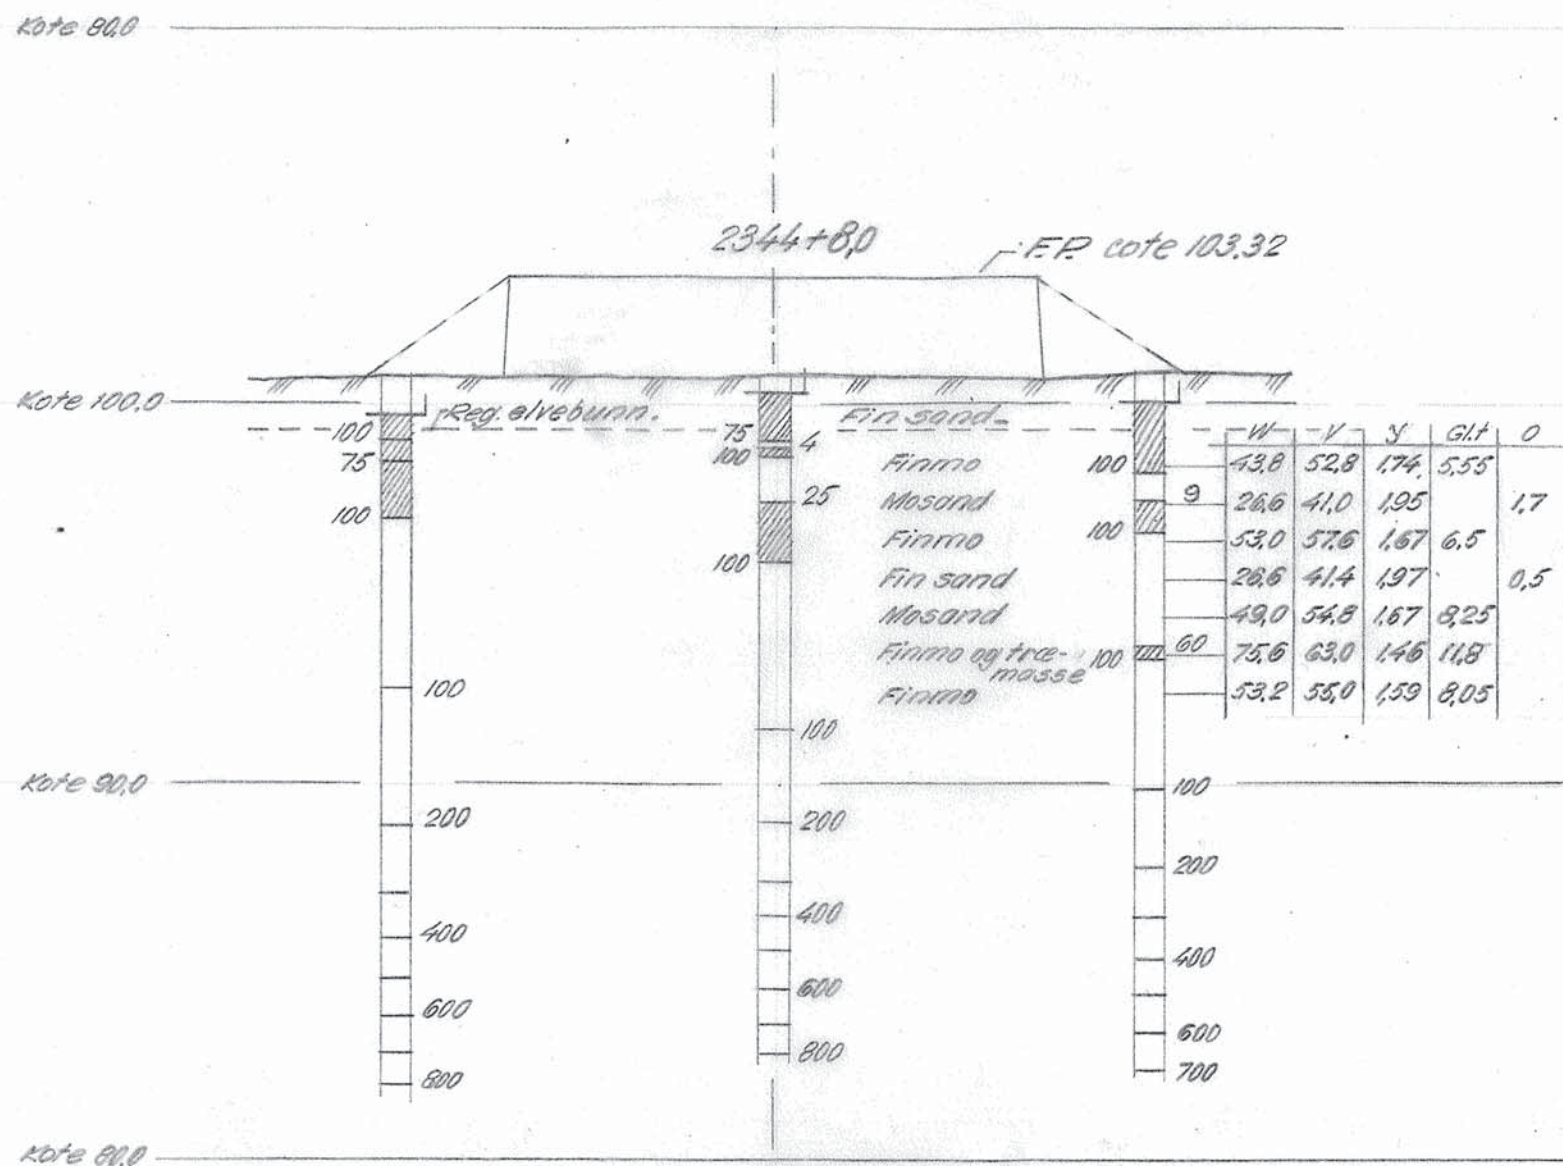 Kote 80,0
2344+8,0
F.P. cote 103.32
Kote 100,0
Reg. elvebunn.
Fin sand.
100
75
100
75
4
100
25
100
Finmo
Mosand
Finmo
Fin sand
Mosand
Finmo og træ-
masse
Finmo
100
9
100
100
60
W V γ Gl.t O
43,8 52,8 1,74 5,55
26,6 41,0 1,95 1,7
53,0 57,6 1,67 6,5
26,6 41,4 1,97 0,5
49,0 54,8 1,67 8,25
75,6 63,0 1,46 11,8
53,2 55,0 1,59 8,05
Kote 90,0
100
200
400
600
800
100
200
400
600
800
100
200
400
600
700
Kote 80,0